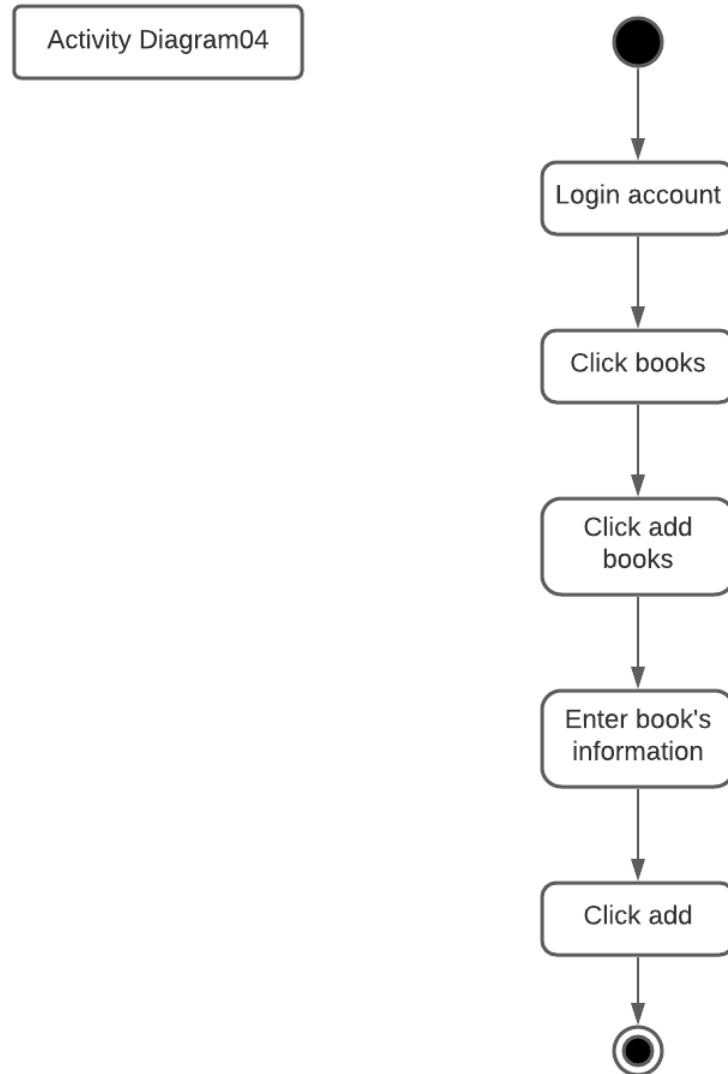 Activity Diagram04
Login account
Click books
Click add
books
Enter book's
information
Click add